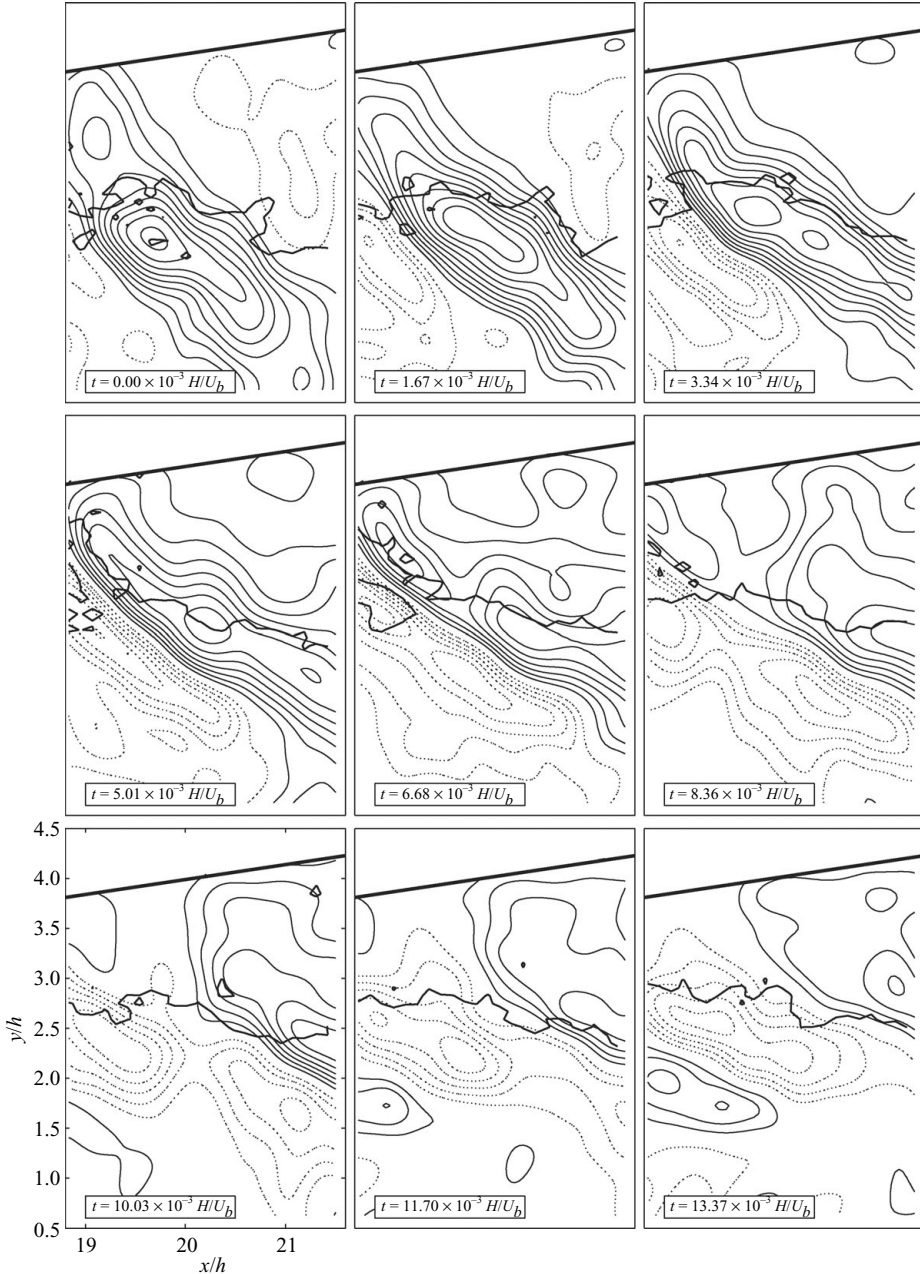 t = 0.00 × 10⁻³ H/U_b
t = 1.67 × 10⁻³ H/U_b
t = 3.34 × 10⁻³ H/U_b
t = 5.01 × 10⁻³ H/U_b
t = 6.68 × 10⁻³ H/U_b
t = 8.36 × 10⁻³ H/U_b
4.5
4.0
3.5
3.0
2.5
2.0
1.5
1.0
0.5
y/h
t = 10.03 × 10⁻³ H/U_b
t = 11.70 × 10⁻³ H/U_b
t = 13.37 × 10⁻³ H/U_b
19 20 21
x/h